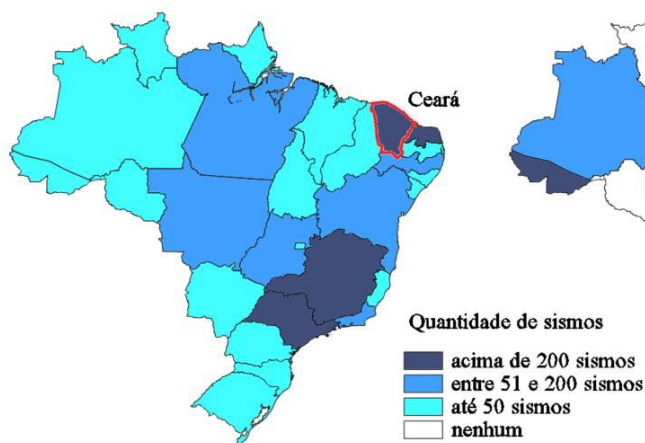 Ceará
Quantidade de sismos
acima de 200 sismos
entre 51 e 200 sismos
até 50 sismos
nenhum